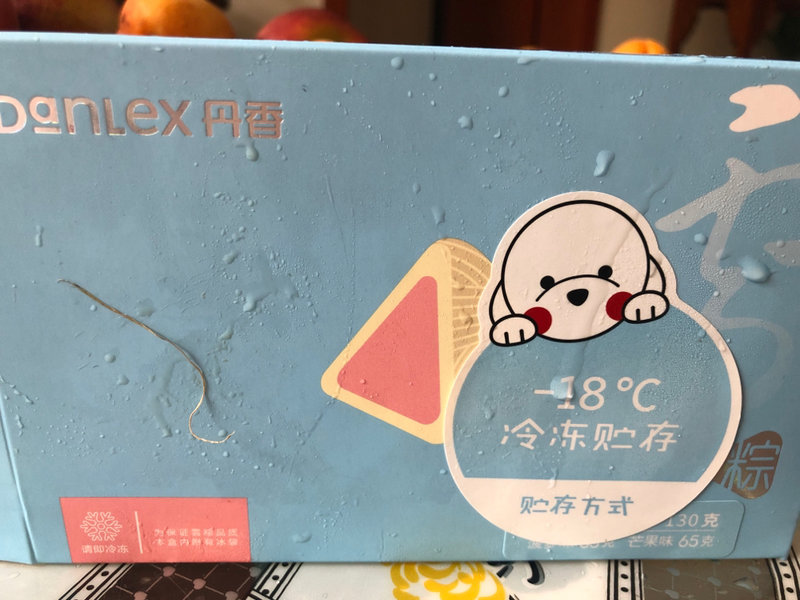 Danlex 丹香
-18℃
冷冻贮存
贮存方式
粽
130克
芒果味 65克
请即冷冻
为保证雪粽品质
本盒内附有冰袋